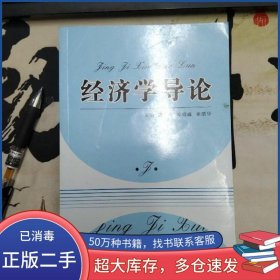 Jing Ji Xue Dao Lun
经济学导论
Jing Ji Xue
已消毒
正版二手
50万种书籍，找书联系客服
超大库存，多仓发货